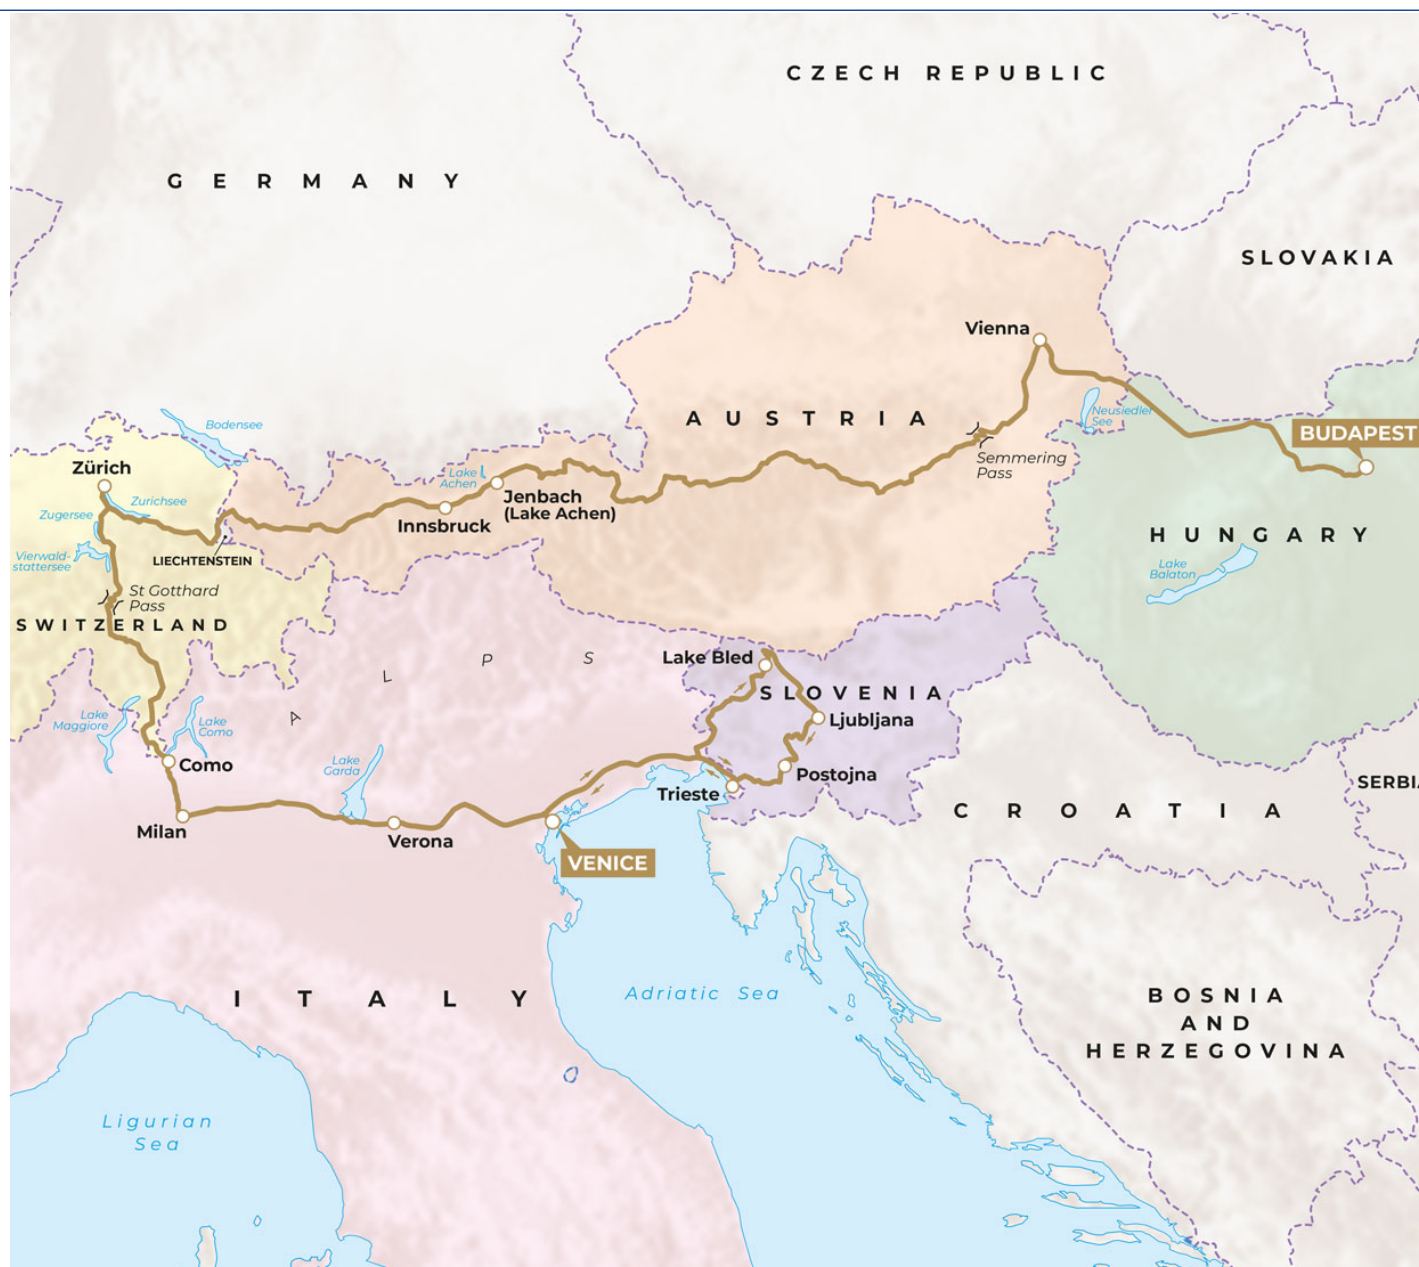 CZECH REPUBLIC
GERMANY
SLOVAKIA
Vienna
AUSTRIA
Neusiedler
See
Bodensee
BUDAPEST
Semmering
Pass
Zürich
Lake
Achen
Jenbach
(Lake Achen)
Zurichsee
Zugersee
Innsbruck
HUNGARY
Vierwald-
stattersee
LIECHTENSTEIN
Lake
Balaton
St Gotthard
Pass
SWITZERLAND
ALPS
Lake Bled
SLOVENIA
Lake
Maggiore
Lake
Como
Ljubljana
Como
Lake
Garda
Postojna
SERBIA
Trieste
CROATIA
Milan
Verona
VENICE
Adriatic Sea
ITALY
BOSNIA
AND
HERZEGOVINA
Ligurian
Sea